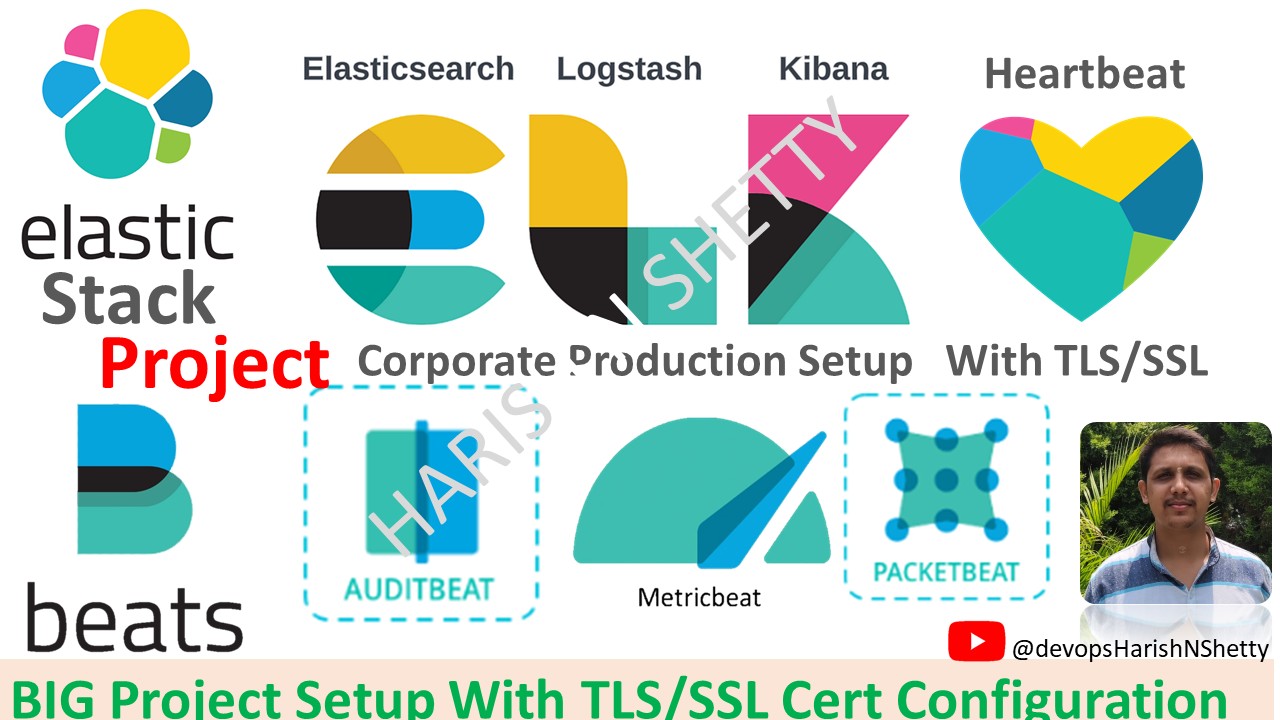 Elasticsearch Logstash Kibana Heartbeat
elastic
Stack
Project
Corporate Production Setup With TLS/SSL
HARIS N SHETTY
AUDITBEAT
Metricbeat
PACKETBEAT
beats
@devopsHarishNShetty
BIG Project Setup With TLS/SSL Cert Configuration